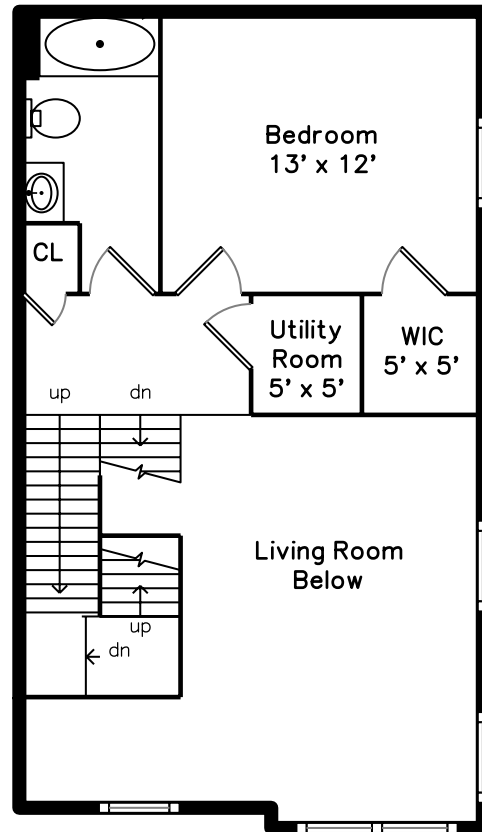 Bedroom
13' x 12'
CL
Utility
Room
5' x 5'
WIC
5' x 5'
up
dn
Living Room
Below
up
dn